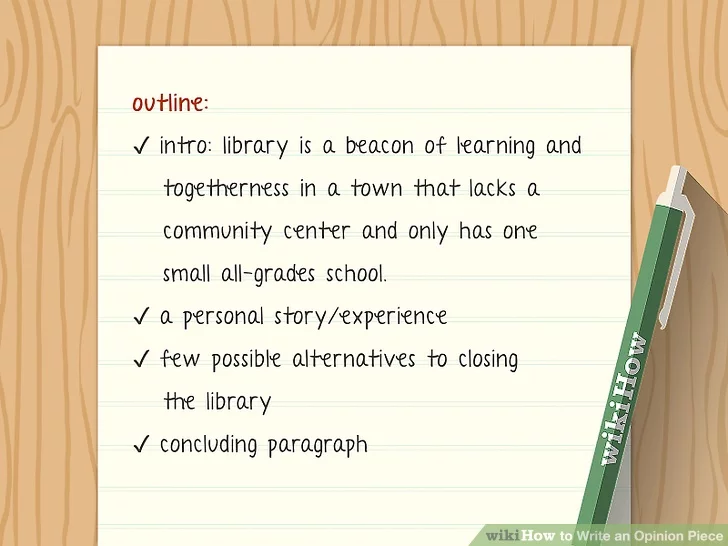 outline:
✓ intro: library is a beacon of learning and
togetherness in a town that lacks a
community center and only has one
small all-grades school.
✓ a personal story/experience
✓ few possible alternatives to closing
the library
✓ concluding paragraph
wikiHow
wikiHow to Write an Opinion Piece